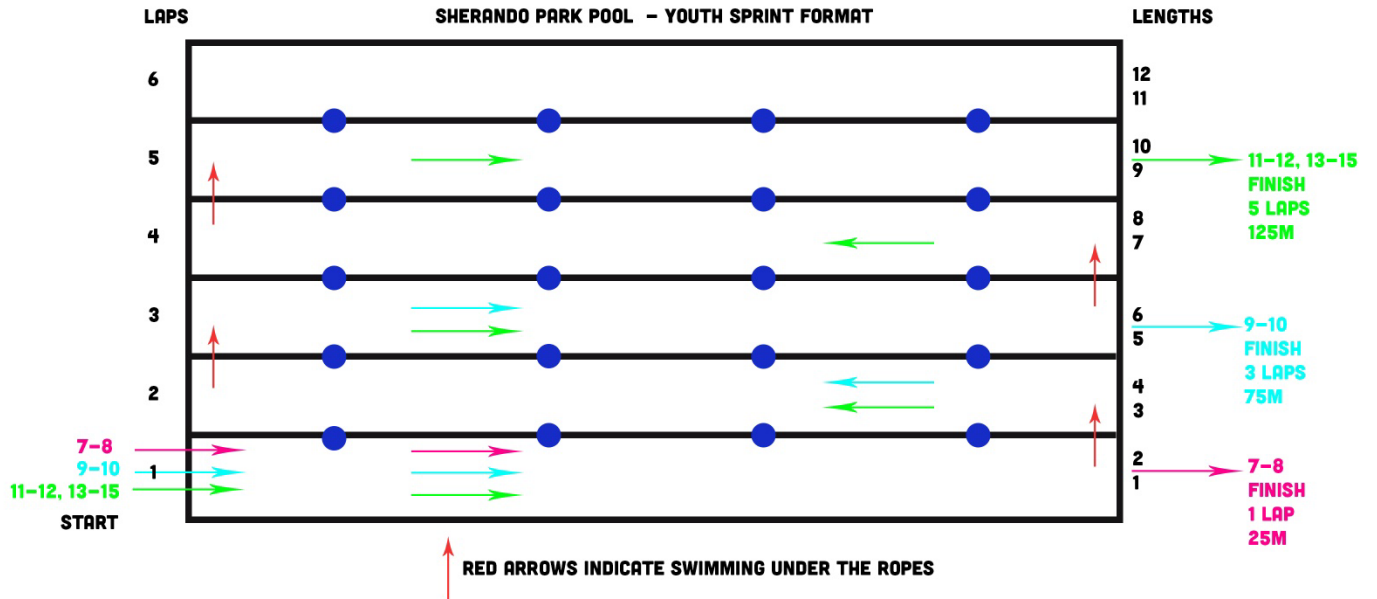 LAPS
SHERANDO PARK POOL – YOUTH SPRINT FORMAT
LENGTHS
6
12
11
5
10
9
11–12, 13–15
FINISH
5 LAPS
125M
4
8
7
3
6
5
9–10
FINISH
3 LAPS
75M
2
4
3
7–8
9–10
1
11–12, 13–15
START
2
1
7–8
FINISH
1 LAP
25M
RED ARROWS INDICATE SWIMMING UNDER THE ROPES